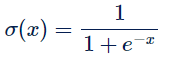 σ(x) = 1 / (1 + e^{-x})